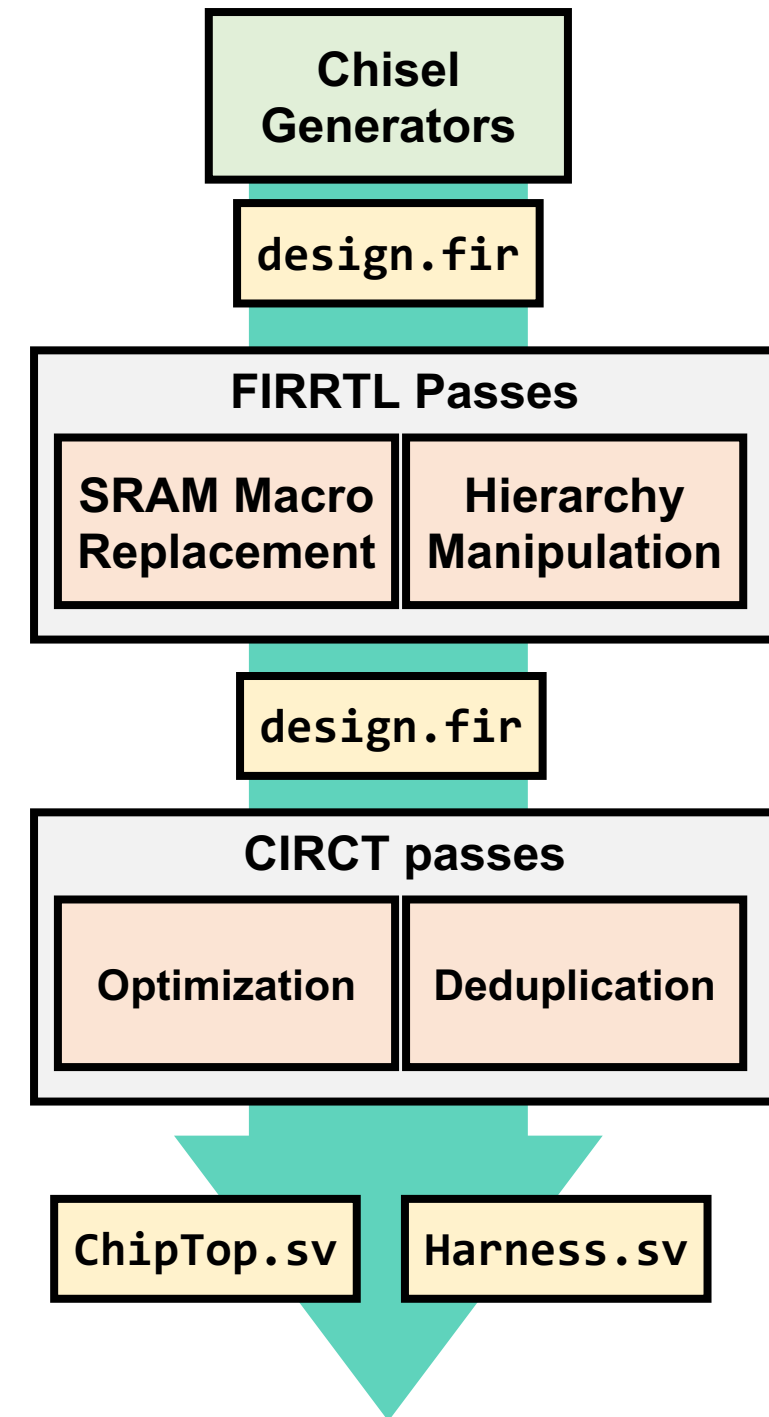 Chisel
Generators
design.fir
FIRRTL Passes
SRAM Macro
Replacement
Hierarchy
Manipulation
design.fir
CIRCT passes
Optimization
Deduplication
ChipTop.sv
Harness.sv